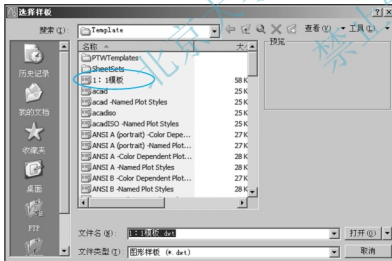 选择样板
搜索(I): Template 查看(V) 工具(L)
名称 大小
预览
PTWTemplates
SheetSets
1：1模板 58 K
acad 25 K
acad -Named Plot Styles 25 K
acadiso 25 K
acadISO -Named Plot Styles 25 K
ANSI A (portrait) -Color Depe... 27 K
ANSI A (portrait) -Named Plot... 27 K
ANSI A -Color Dependent Plot... 28 K
ANSI A -Named Plot Styles 28 K
ANSI B -Color Dependent Plot... 27 K
ANSI B -Named Plot Styles 28 K
历史记录
我的文档
收藏夹
桌面
FTP
文件名(N): 1：1模板.dwt 打开(O)
文件类型(T): 图形样板 (*.dwt) 取消